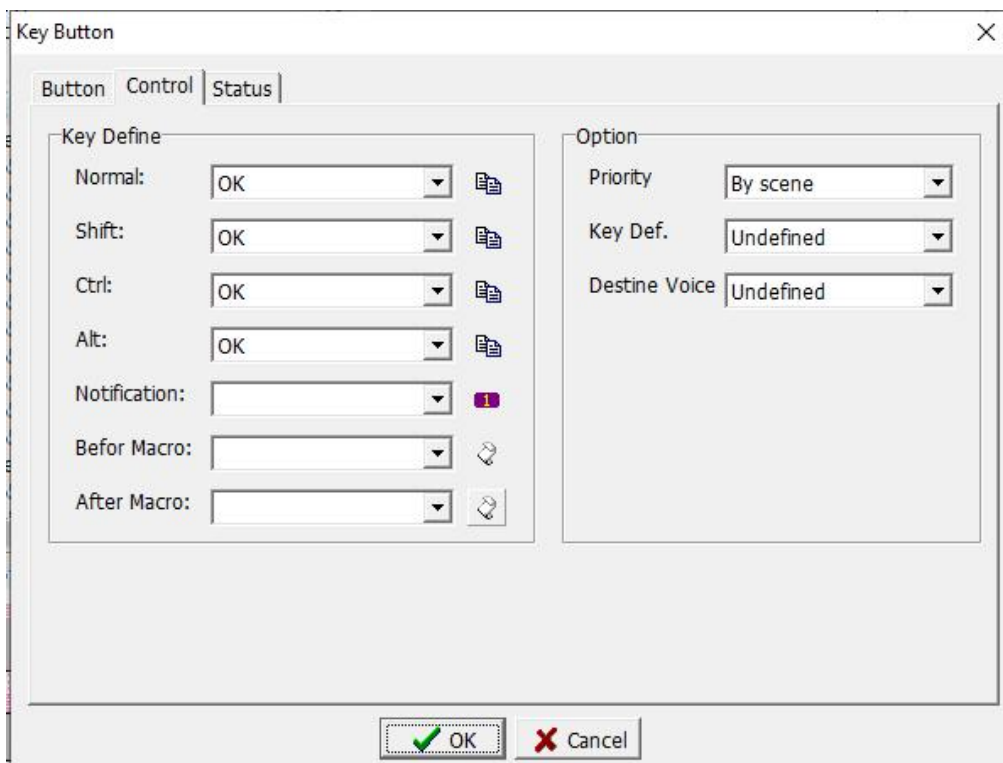 Key Button
Button Control Status
Key Define
Normal: OK
Shift: OK
Ctrl: OK
Alt: OK
Notification: 1
Befor Macro:
After Macro:
Option
Priority By scene
Key Def. Undefined
Destine Voice Undefined
OK Cancel